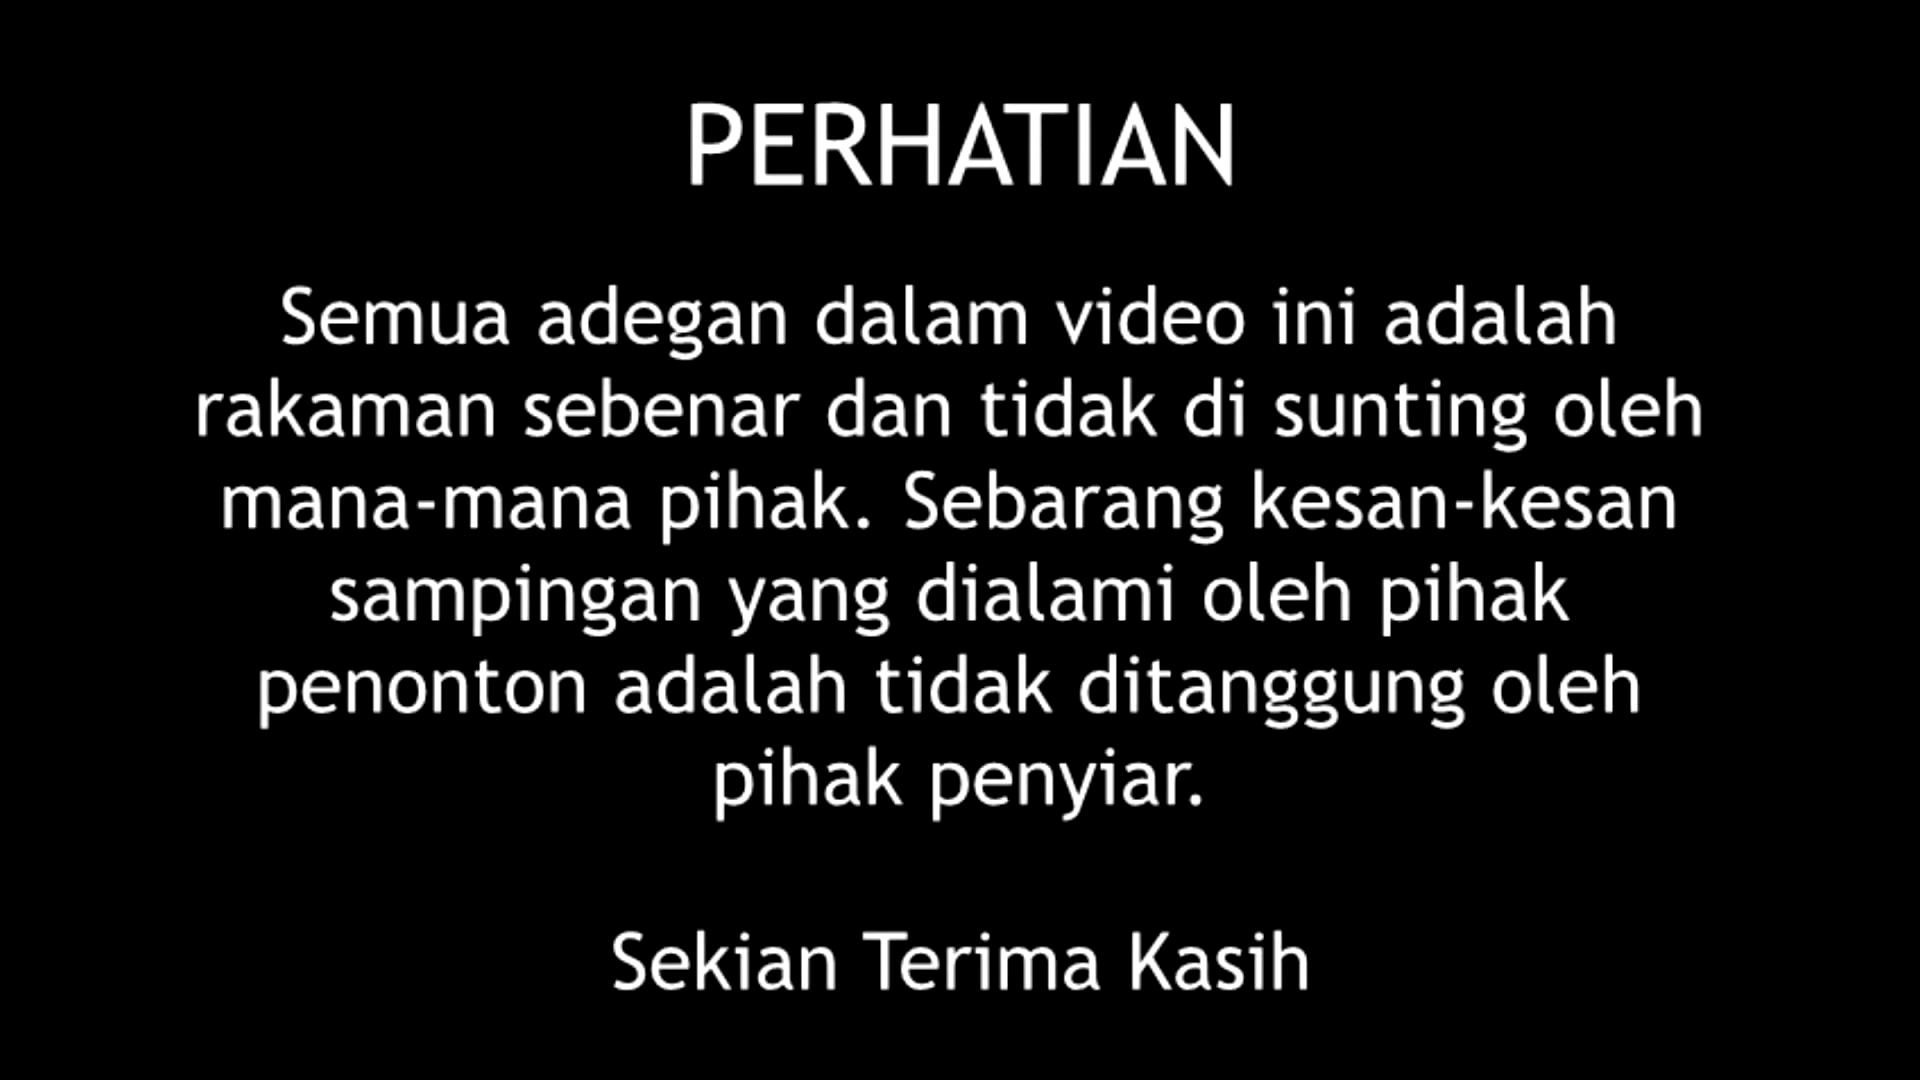 PERHATIAN
Semua adegan dalam video ini adalah
rakaman sebenar dan tidak di sunting oleh
mana-mana pihak. Sebarang kesan-kesan
sampingan yang dialami oleh pihak
penonton adalah tidak ditanggung oleh
pihak penyiar.
Sekian Terima Kasih